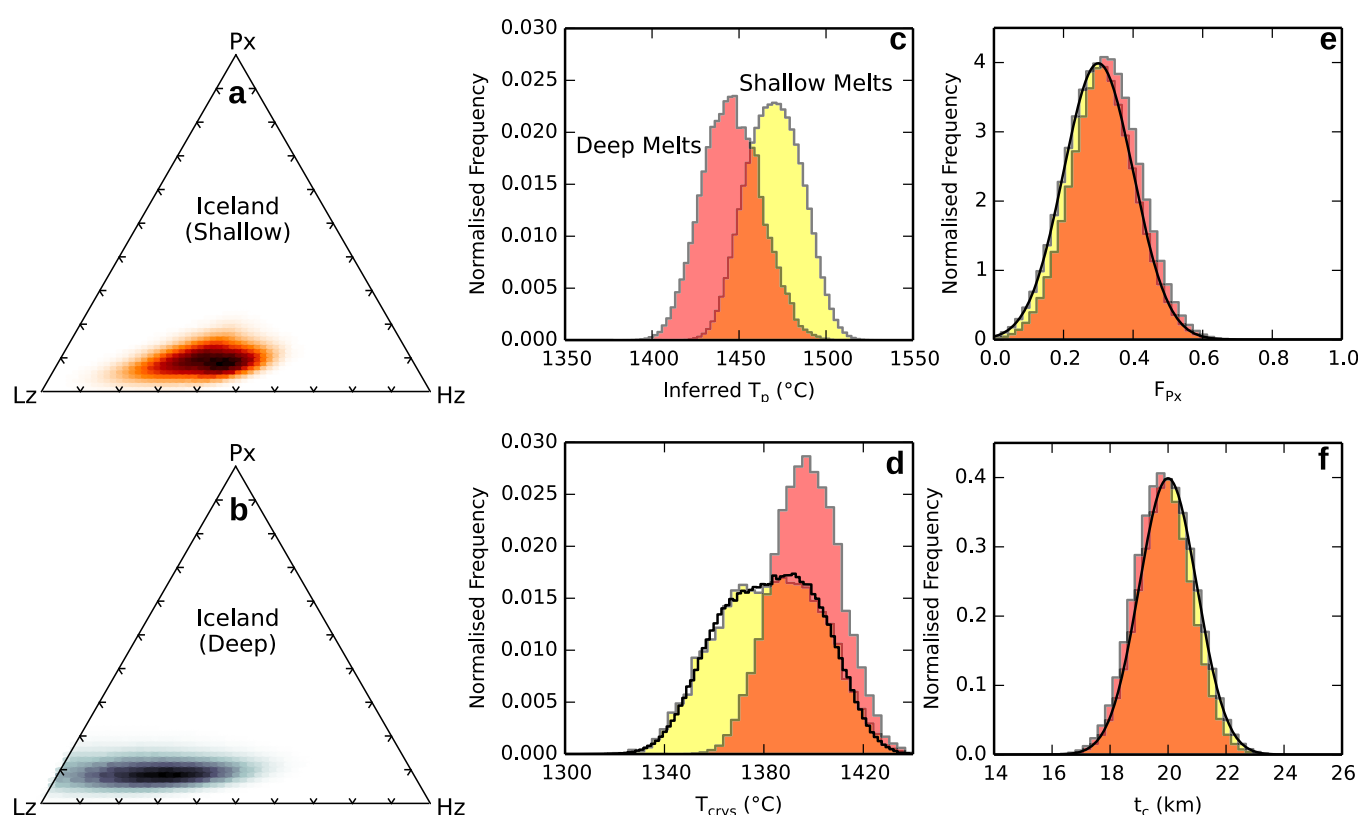 Px
a
Iceland
(Shallow)
Lz
Hz
Px
b
Iceland
(Deep)
Lz
Hz
c
0.030
0.025
0.020
0.015
0.010
0.005
0.000
Normalised Frequency
Shallow Melts
Deep Melts
1350
1400
1450
1500
1550
Inferred Tp (°C)
d
0.030
0.025
0.020
0.015
0.010
0.005
0.000
Normalised Frequency
1300
1340
1380
1420
Tcrys (°C)
e
4
3
2
1
0
Normalised Frequency
0.0
0.2
0.4
0.6
0.8
1.0
FPx
f
0.4
0.3
0.2
0.1
0.0
Normalised Frequency
14
16
18
20
22
24
26
tc (km)